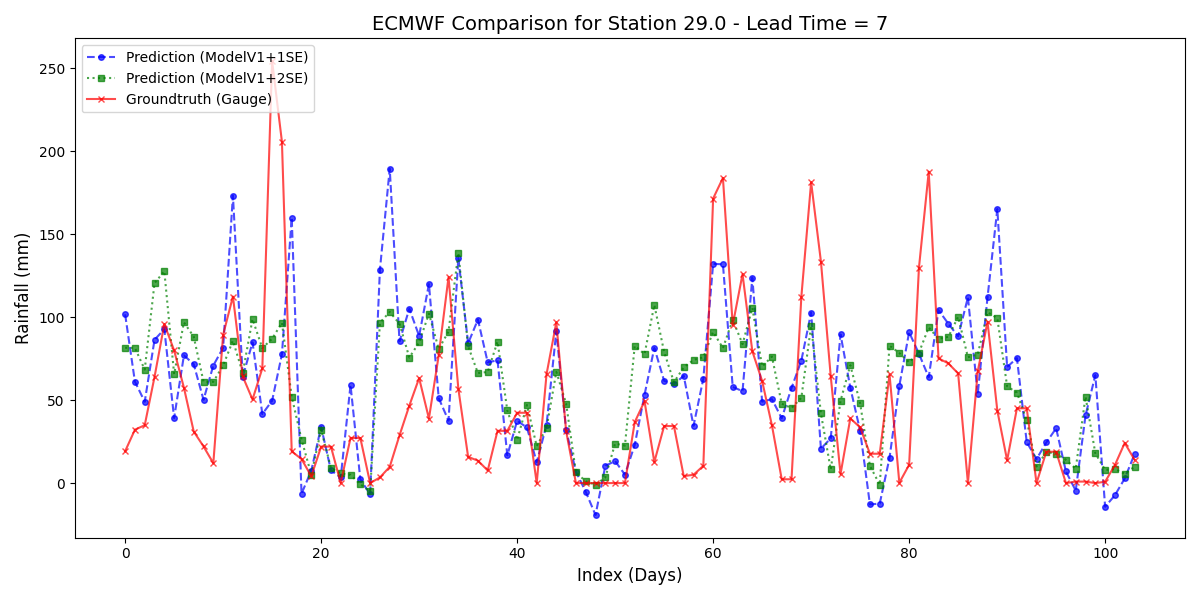 ECMWF Comparison for Station 29.0 - Lead Time = 7
Prediction (ModelV1+1SE)
Prediction (ModelV1+2SE)
Groundtruth (Gauge)
Rainfall (mm)
250
200
150
100
50
0
0 20 40 60 80 100
Index (Days)